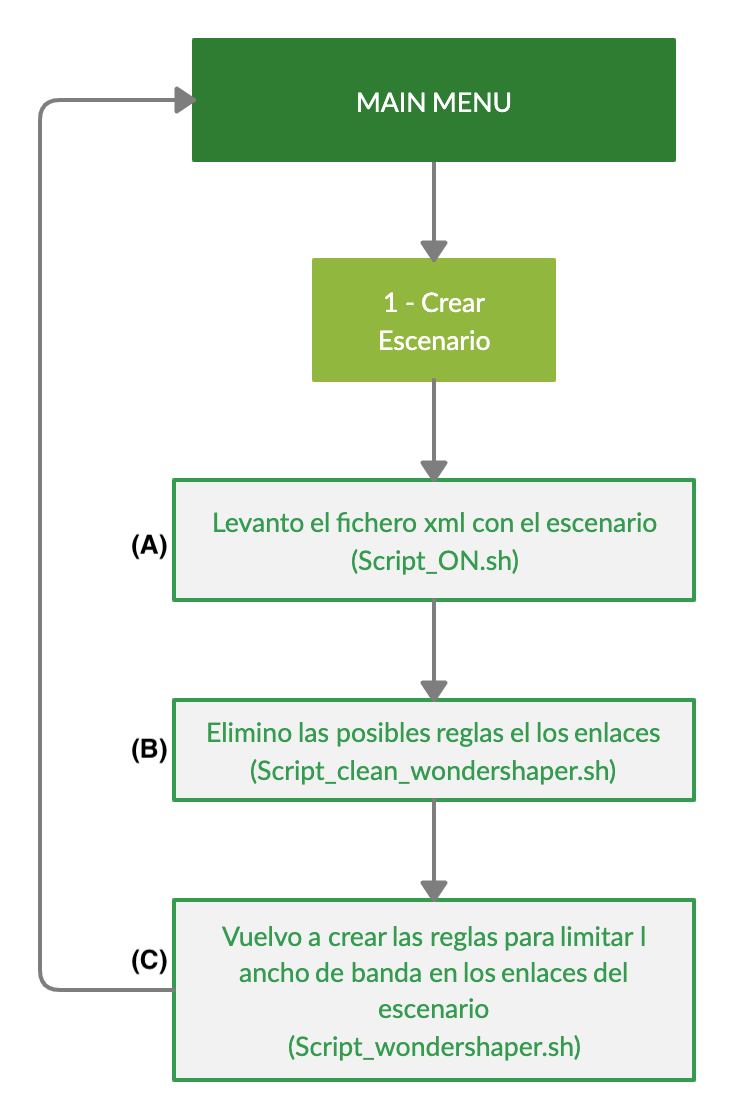 MAIN MENU
1 - Crear
Escenario
(A)
Levanto el fichero xml con el escenario
(Script_ON.sh)
(B)
Elimino las posibles reglas el los enlaces
(Script_clean_wondershaper.sh)
(C)
Vuelvo a crear las reglas para limitar l
ancho de banda en los enlaces del
escenario
(Script_wondershaper.sh)